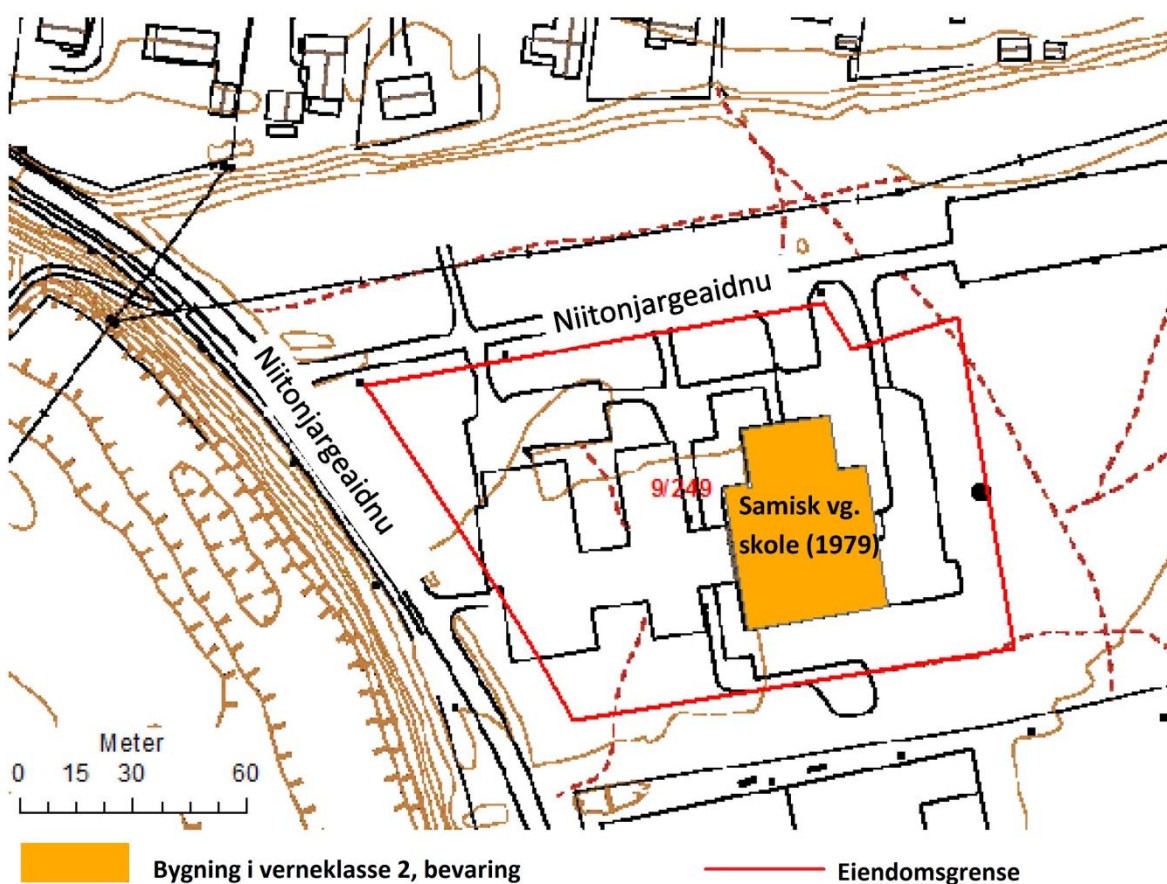 Niitonjargeaidnu
Niitonjargeaidnu
9/249
Samisk vg.
skole (1979)
Meter
0 15 30 60
Bygning i verneklasse 2, bevaring
Eiendomsgrense